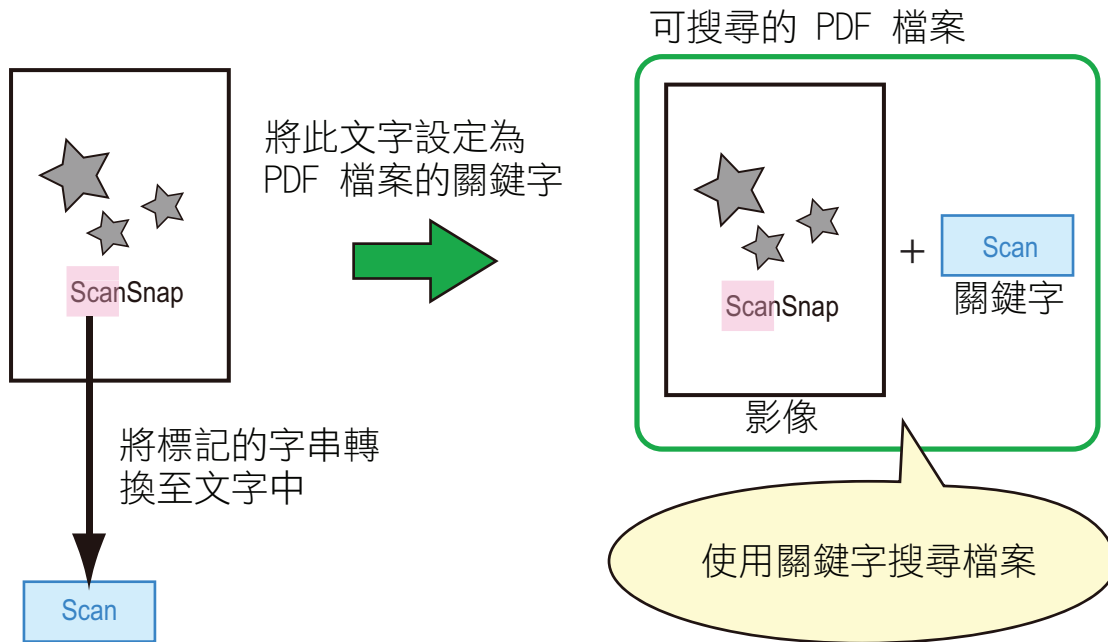 將此文字設定為
PDF 檔案的關鍵字
ScanSnap
將標記的字串轉
換至文字中
Scan
可搜尋的 PDF 檔案
ScanSnap
影像
+
Scan
關鍵字
使用關鍵字搜尋檔案